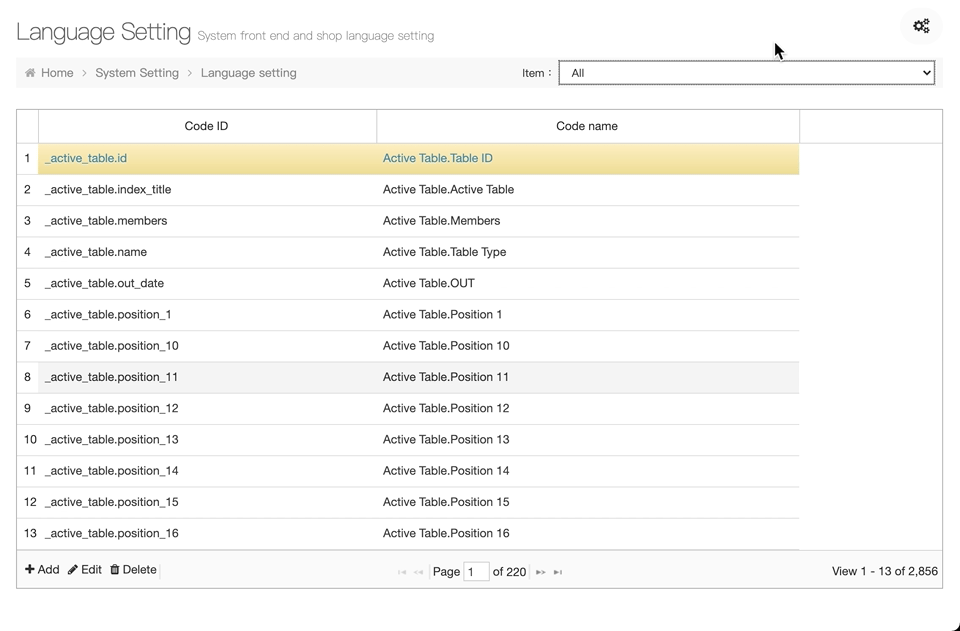 Language Setting System front end and shop language setting
Home > System Setting > Language setting Item : All
Code ID Code name
1 _active_table.id Active Table.Table ID
2 _active_table.index_title Active Table.Active Table
3 _active_table.members Active Table.Members
4 _active_table.name Active Table.Table Type
5 _active_table.out_date Active Table.OUT
6 _active_table.position_1 Active Table.Position 1
7 _active_table.position_10 Active Table.Position 10
8 _active_table.position_11 Active Table.Position 11
9 _active_table.position_12 Active Table.Position 12
10 _active_table.position_13 Active Table.Position 13
11 _active_table.position_14 Active Table.Position 14
12 _active_table.position_15 Active Table.Position 15
13 _active_table.position_16 Active Table.Position 16
Add Edit Delete Page 1 of 220 View 1 - 13 of 2,856